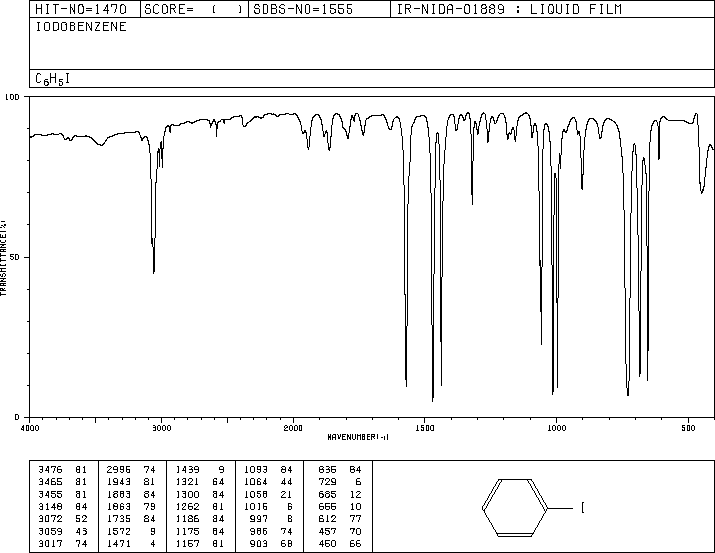 HIT-NO=1470 SCORE= ( ) SDBS-NO=1555 IR-NIDA-01889 : LIQUID FILM
IODOBENZENE
C6H5I
100
50
0
TRANSMITTANCE(%)
4000 3000 2000 1500 1000 500
WAVENUMBER(-1)
3476 81 2996 74 1439 9 1093 84 836 84
3465 81 1943 81 1321 64 1064 44 729 6
3455 81 1883 84 1300 84 1058 21 685 12
3148 84 1863 79 1262 81 1016 6 655 10
3072 52 1735 84 1186 84 997 8 612 77
3059 43 1572 9 1175 84 986 74 457 70
3017 74 1471 4 1157 81 903 68 450 66
I